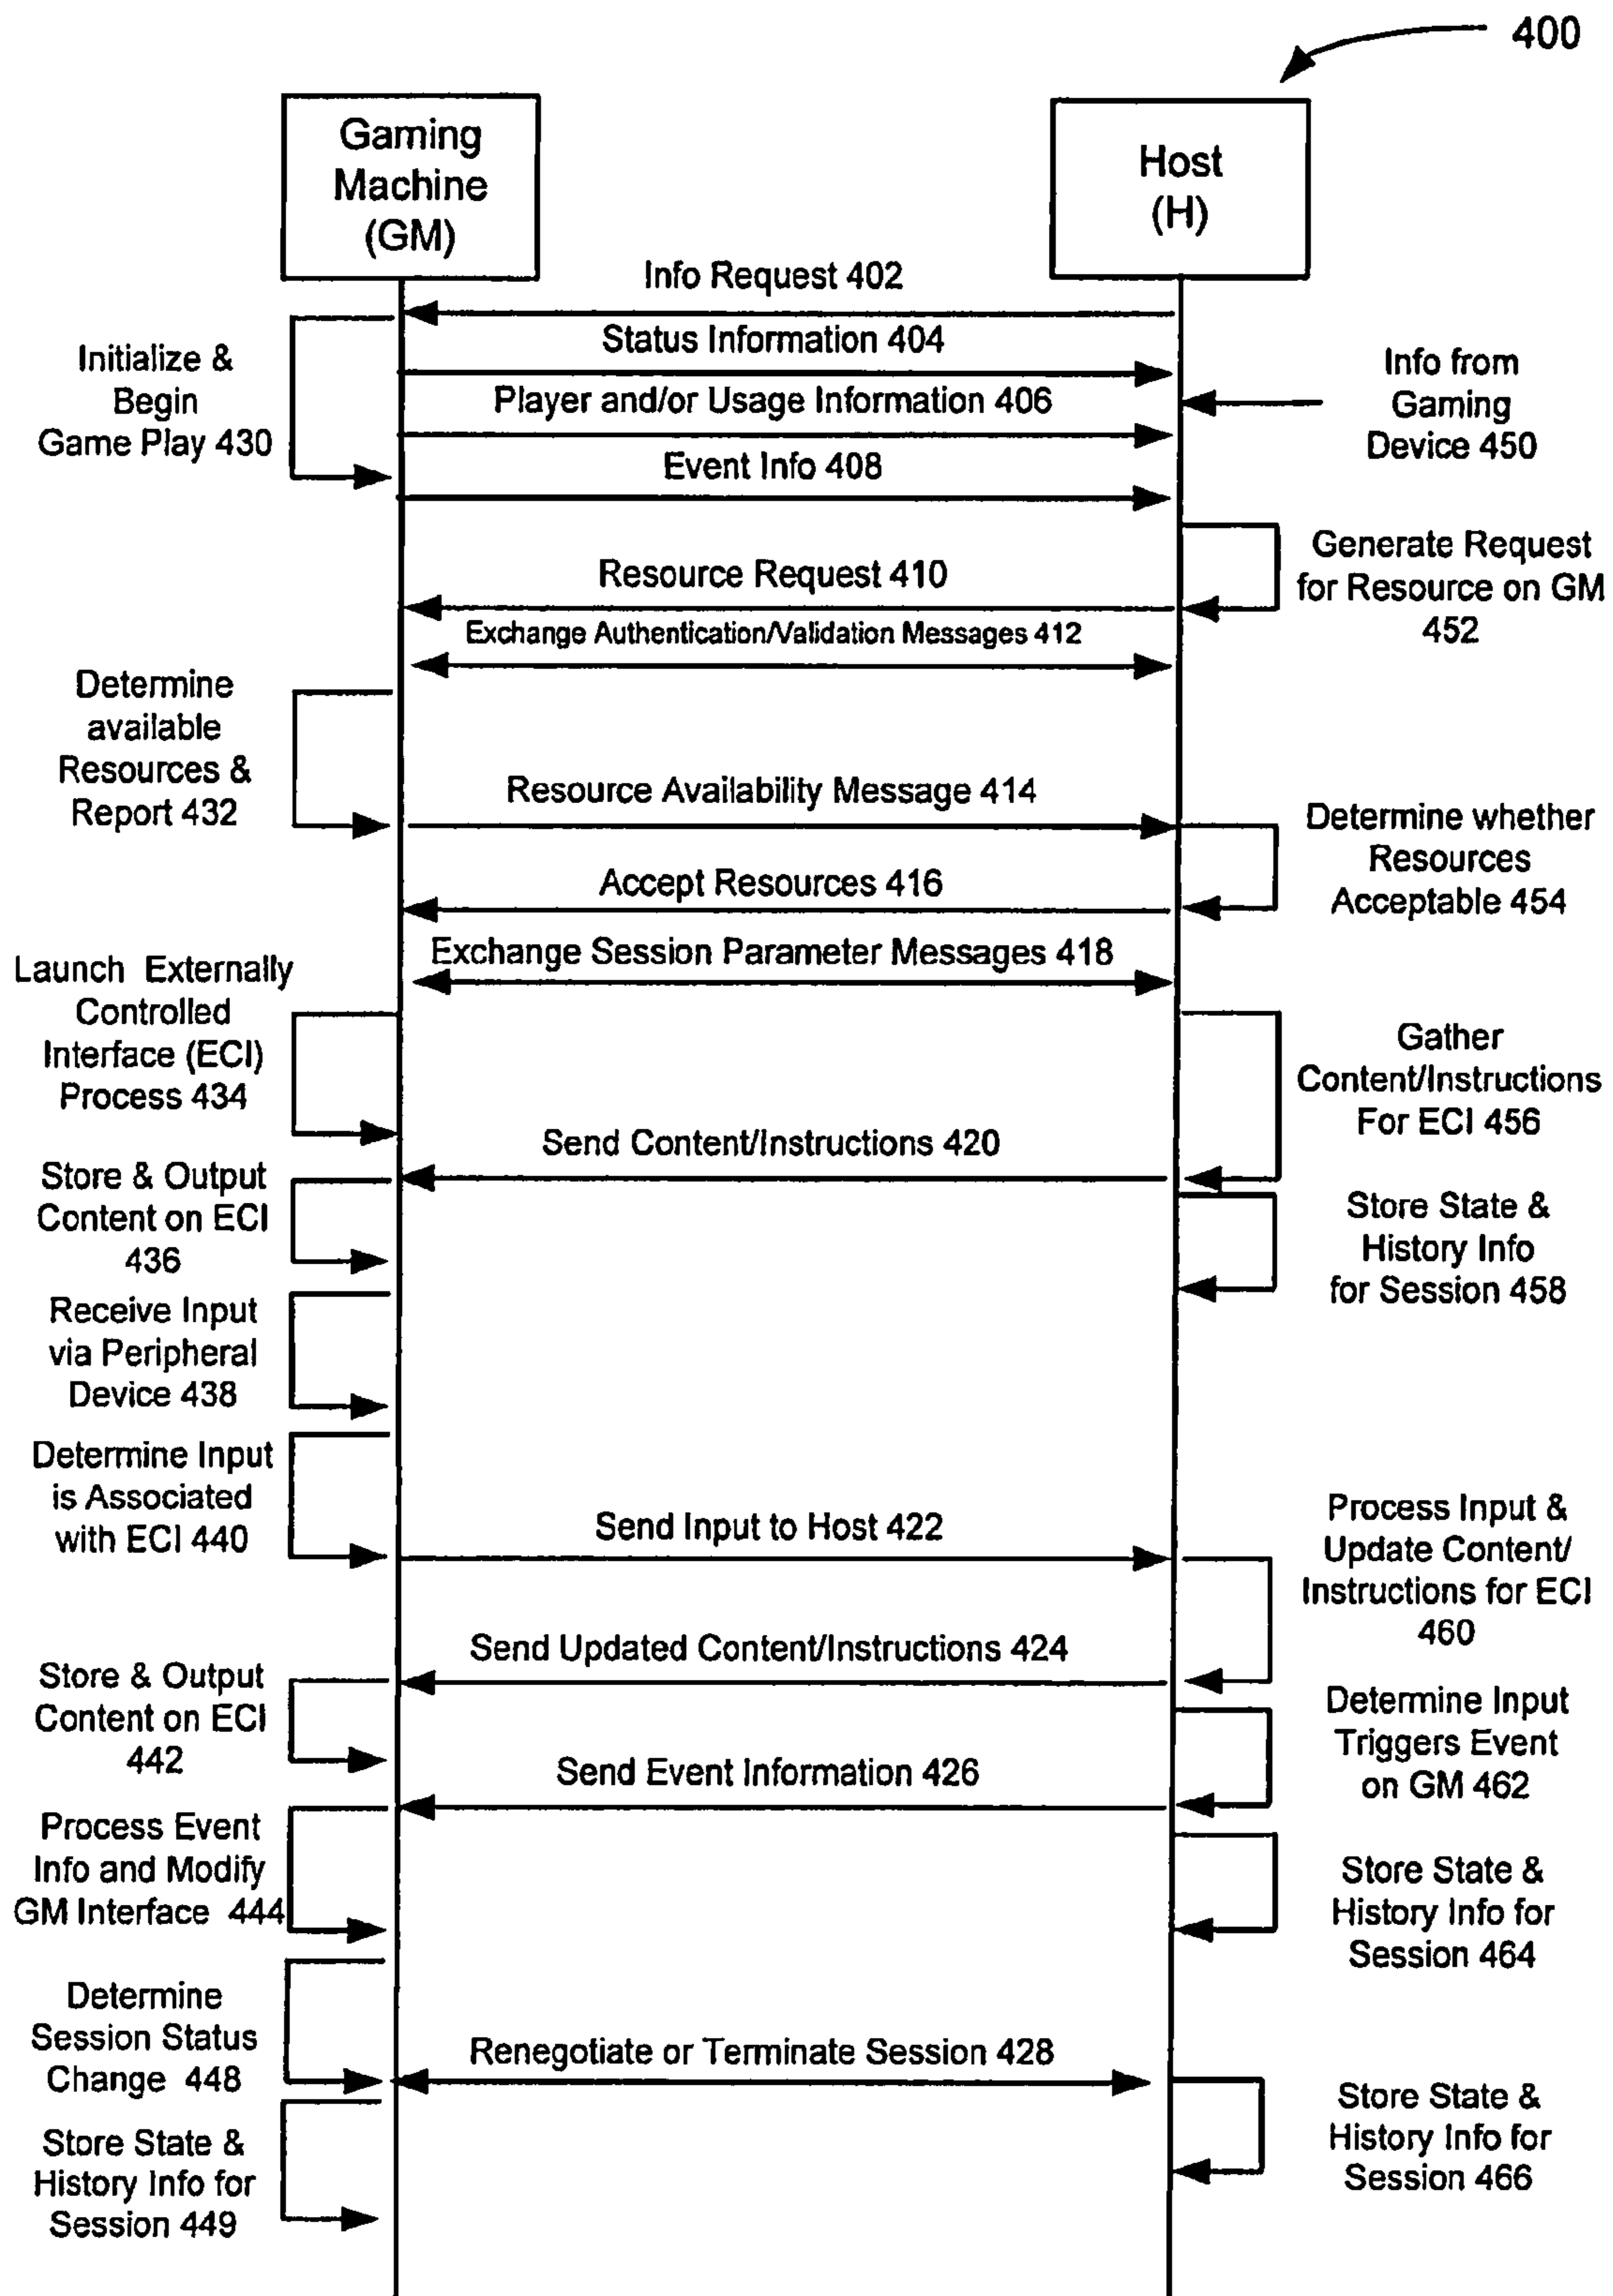 400
Gaming
Machine
(GM)
Host
(H)
Info Request 402
Status Information 404
Initialize &
Begin
Game Play 430
Player and/or Usage Information 406
Info from
Gaming
Device 450
Event Info 408
Generate Request
for Resource on GM
452
Resource Request 410
Exchange Authentication/Validation Messages 412
Determine
available
Resources &
Report 432
Resource Availability Message 414
Determine whether
Resources
Acceptable 454
Accept Resources 416
Exchange Session Parameter Messages 418
Launch Externally
Controlled
Interface (ECI)
Process 434
Gather
Content/Instructions
For ECI 456
Send Content/Instructions 420
Store & Output
Content on ECI
436
Store State &
History Info
for Session 458
Receive Input
via Peripheral
Device 438
Determine Input
is Associated
with ECI 440
Send Input to Host 422
Process Input &
Update Content/
Instructions for ECI
460
Send Updated Content/Instructions 424
Store & Output
Content on ECI
442
Determine Input
Triggers Event
on GM 462
Send Event Information 426
Process Event
Info and Modify
GM Interface 444
Store State &
History Info for
Session 464
Determine
Session Status
Change 448
Renegotiate or Terminate Session 428
Store State &
History Info for
Session 466
Store State &
History Info for
Session 449